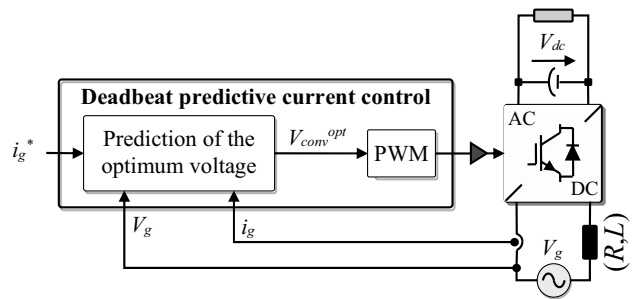 V_dc
Deadbeat predictive current control
AC
i_g*
Prediction of the
optimum voltage
V_conv^opt
PWM
DC
V_g
i_g
V_g
(R,L)